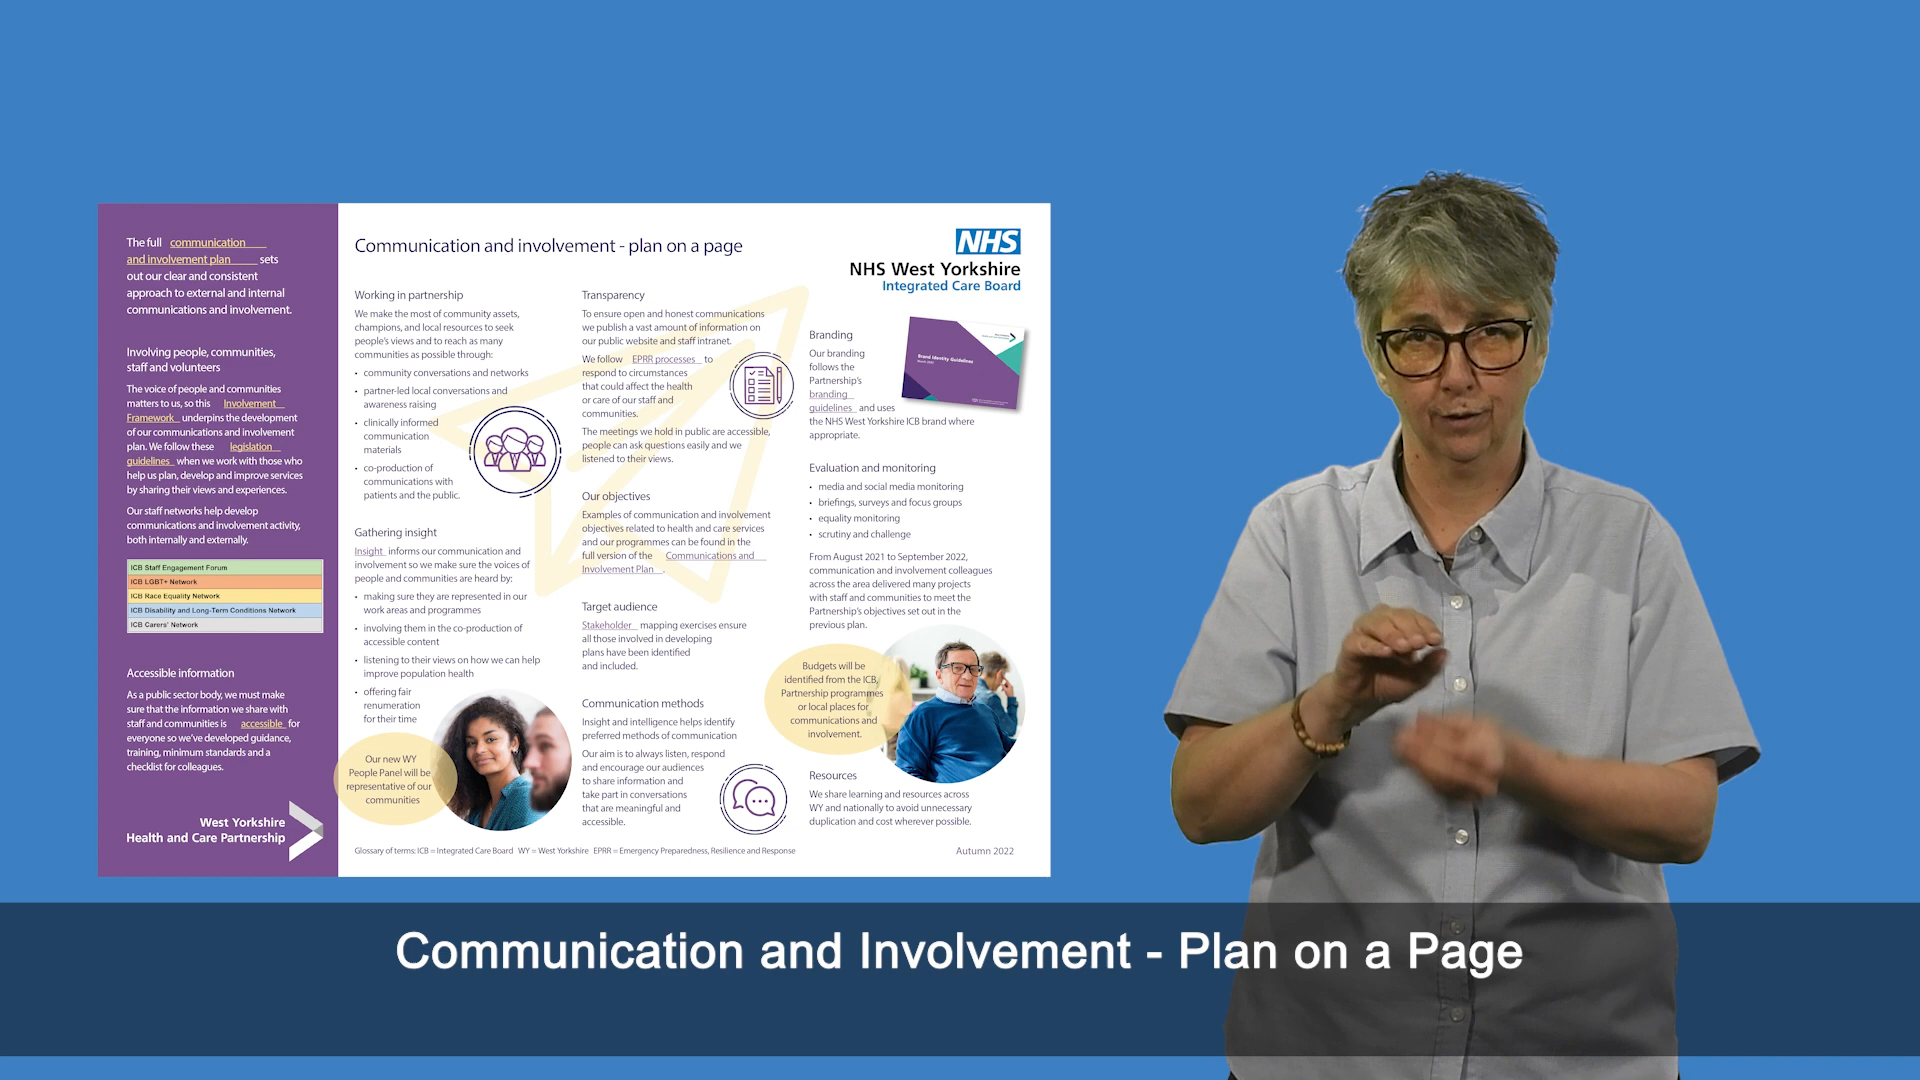 The full communication
and involvement plan sets
out our clear and consistent
approach to external and internal
communications and involvement.
Involving people, communities,
staff and volunteers
The voice of people and communities
matters to us, so this Involvement
Framework underpins the development
of our communications and involvement
plan. We follow these legislation
guidelines when we work with those who
help us plan, develop and improve services
by sharing their views and experiences.
Our staff networks help develop
communications and involvement activity,
both internally and externally.
ICB Staff Engagement Forum
ICB LGBT+ Network
ICB Race Equality Network
ICB Disability and Long-Term Conditions Network
ICB Carers' Network
Accessible information
As a public sector body, we must make
sure that the information we share with
staff and communities is accessible for
everyone so we've developed guidance,
training, minimum standards and a
checklist for colleagues.
West Yorkshire
Health and Care Partnership
Communication and involvement - plan on a page
NHS
NHS West Yorkshire
Integrated Care Board
Working in partnership
We make the most of community assets,
champions, and local resources to seek
people's views and to reach as many
communities as possible through:
• community conversations and networks
• partner-led local conversations and
awareness raising
• clinically informed
communication
materials
• co-production of
communications with
patients and the public.
Gathering insight
Insight informs our communication and
involvement so we make sure the voices of
people and communities are heard by:
• making sure they are represented in our
work areas and programmes
• involving them in the co-production of
accessible content
• listening to their views on how we can help
improve population health
• offering fair
renumeration
for their time
Our new WY
People Panel will be
representative of our
communities
Transparency
To ensure open and honest communications
we publish a vast amount of information on
our public website and staff intranet.
We follow EPRR processes to
respond to circumstances
that could affect the health
or care of our staff and
communities.
The meetings we hold in public are accessible,
people can ask questions easily and we
listened to their views.
Our objectives
Examples of communication and involvement
objectives related to health and care services
and our programmes can be found in the
full version of the Communications and
Involvement Plan .
Target audience
Stakeholder mapping exercises ensure
all those involved in developing
plans have been identified
and included.
Communication methods
Insight and intelligence helps identify
preferred methods of communication
Our aim is to always listen, respond
and encourage our audiences
to share information and
take part in conversations
that are meaningful and
accessible.
Branding
Our branding
follows the
Partnership's
branding
guidelines and uses
the NHS West Yorkshire ICB brand where
appropriate.
Brand Identity Guidelines
Evaluation and monitoring
• media and social media monitoring
• briefings, surveys and focus groups
• equality monitoring
• scrutiny and challenge
From August 2021 to September 2022,
communication and involvement colleagues
across the area delivered many projects
with staff and communities to meet the
Partnership's objectives set out in the
previous plan.
Budgets will be
identified from the ICB,
Partnership programmes
or local places for
communications and
involvement.
Resources
We share learning and resources across
WY and nationally to avoid unnecessary
duplication and cost wherever possible.
Glossary of terms: ICB = Integrated Care Board WY = West Yorkshire EPRR = Emergency Preparedness, Resilience and Response
Autumn 2022
Communication and Involvement - Plan on a Page